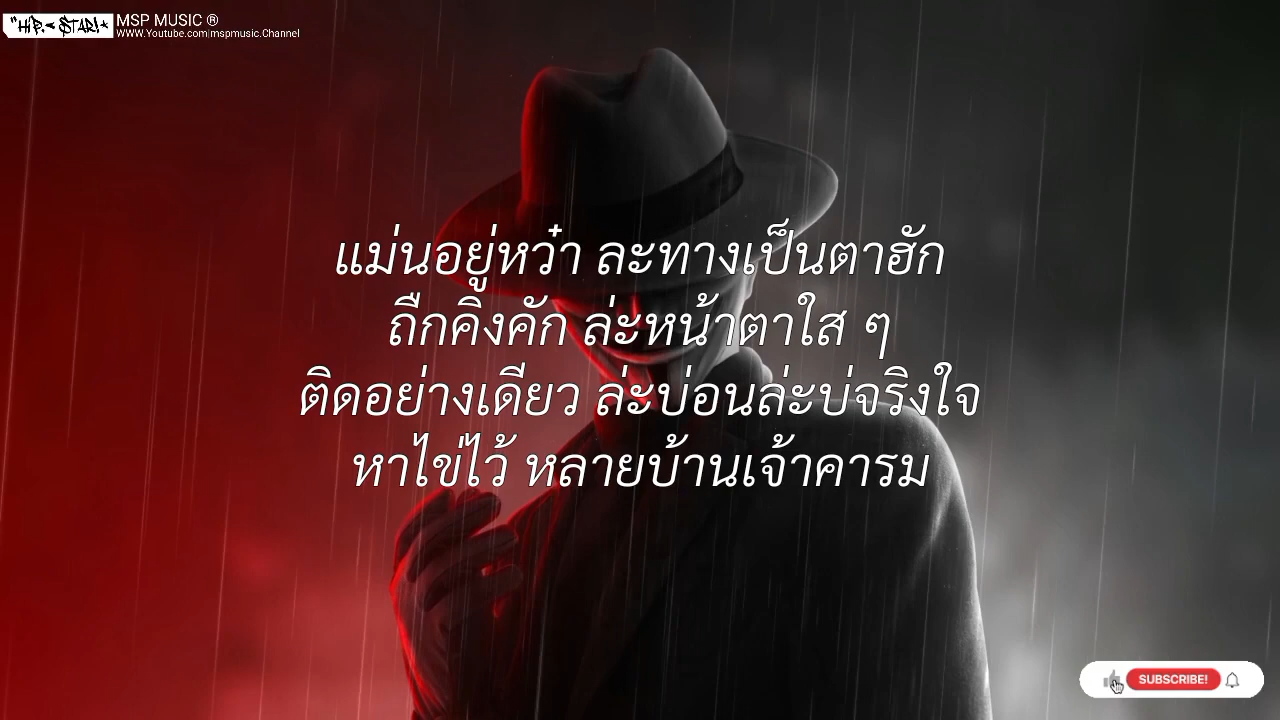 "HIP. STAR!
MSP MUSIC ®
WWW.Youtube.com|mspmusic.Channel
แม่นอยู่หว๋า ละทางเป็นตาฮัก
ถืกคิงคัก ล่ะหน้าตาใส ๆ
ติดอย่างเดียว ล่ะบ่อนล่ะบ่จริงใจ
หาไข่ไว้ หลายบ้านเจ้าคารม
SUBSCRIBE!